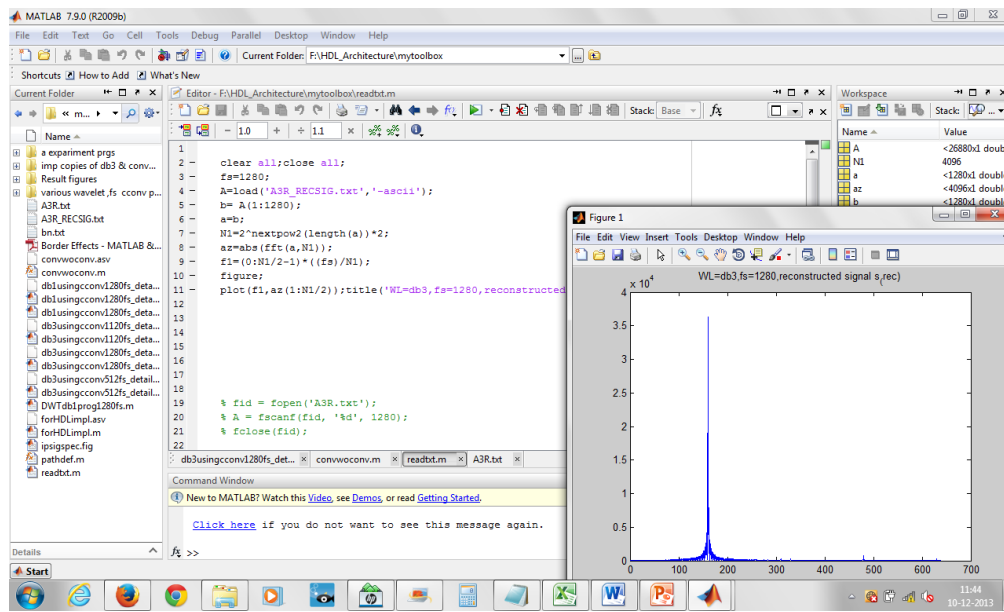 MATLAB 7.9.0 (R2009b)
File Edit Text Go Cell Tools Debug Parallel Desktop Window Help
Current Folder: F:\HDL_Architecture\mytoolbox
Shortcuts How to Add What's New
Current Folder
« m...
Name
a experiment prgs
imp copies of db3 & conv...
Result figures
various wavelet ,fs cconv p...
A3R.txt
A3R_RECSIG.txt
bn.txt
Border Effects - MATLAB &...
convwoconv.asv
convwoconv.m
db1usingcconv1280fs_deta...
db1usingcconv1280fs_deta...
db3usingcconv1120fs_deta...
db3usingcconv1120fs_deta...
db3usingcconv1280fs_deta...
db3usingcconv1280fs_deta...
db3usingcconv512fs_detail...
db3usingcconv512fs_detail...
DWTdb1prog1280fs.m
forHDLimpl.asv
forHDLimpl.m
ipsigspec.fig
pathdef.m
readtxt.m
Details
Start
Editor - F:\HDL_Architecture\mytoolbox\readtxt.m
Stack: Base fx
- 1.0 + ÷ 1.1 ×
1
2 - clear all;close all;
3 - fs=1280;
4 - A=load('A3R_RECSIG.txt','-ascii');
5 - b= A(1:1280);
6 - a=b;
7 - N1=2^nextpow2(length(a))*2;
8 - az=abs(fft(a,N1));
9 - f1=(0:N1/2-1)*((fs)/N1);
10 - figure;
11 - plot(f1,az(1:N1/2));title('WL=db3,fs=1280,reconstructed
12
13
14
15
16
17
18
19 % fid = fopen('A3R.txt');
20 % A = fscanf(fid, '%d', 1280);
21 % fclose(fid);
22
db3usingcconv1280fs_det... × convwoconv.m × readtxt.m × A3R.txt ×
Command Window
New to MATLAB? Watch this Video, see Demos, or read Getting Started.
Click here if you do not want to see this message again.
fx >>
Workspace
Stack:
Name Value
A <26880x1 doub
N1 4096
a <1280x1 double
az <4096x1 double
b <1280x1 double
Figure 1
File Edit View Insert Tools Desktop Window Help
WL=db3,fs=1280,reconstructed signal s(rec)
x 10^4
4
3.5
3
2.5
2
1.5
1
0.5
0
0 100 200 300 400 500 600 700
11:44
10-12-2013